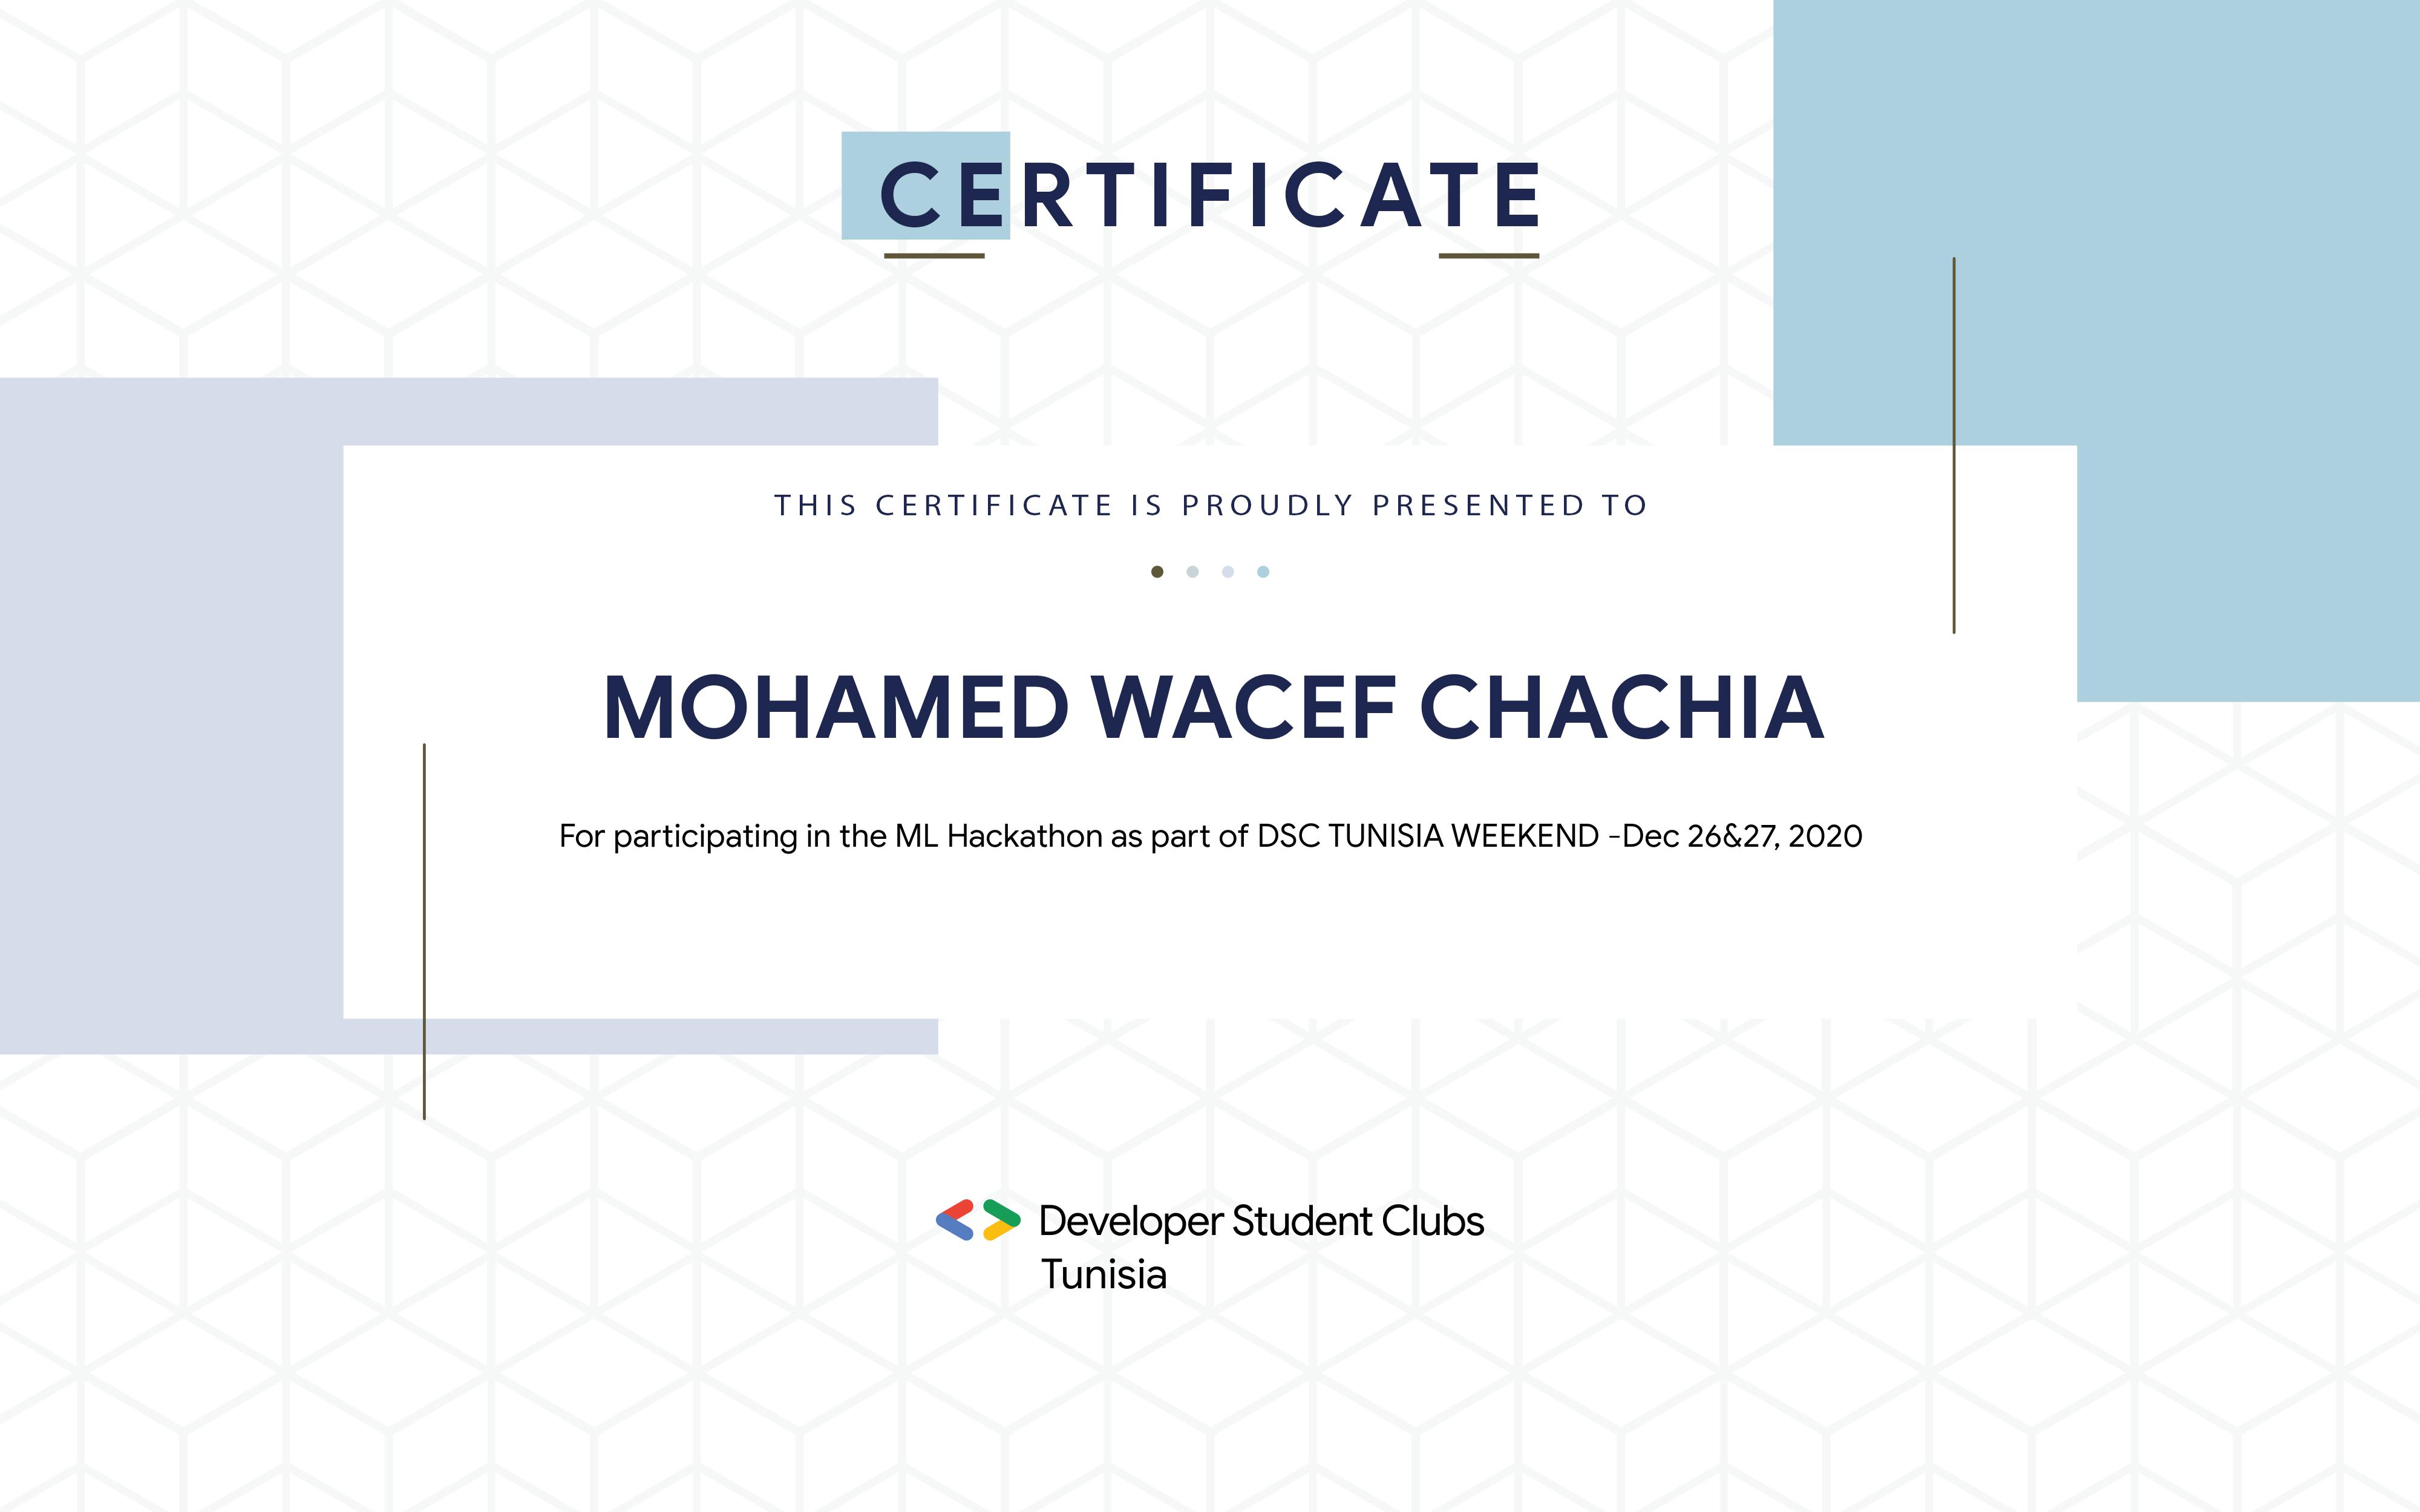 CERTIFICATE
THIS CERTIFICATE IS PROUDLY PRESENTED TO
MOHAMED WACEF CHACHIA
For participating in the ML Hackathon as part of DSC TUNISIA WEEKEND -Dec 26&27, 2020
Developer Student Clubs
Tunisia